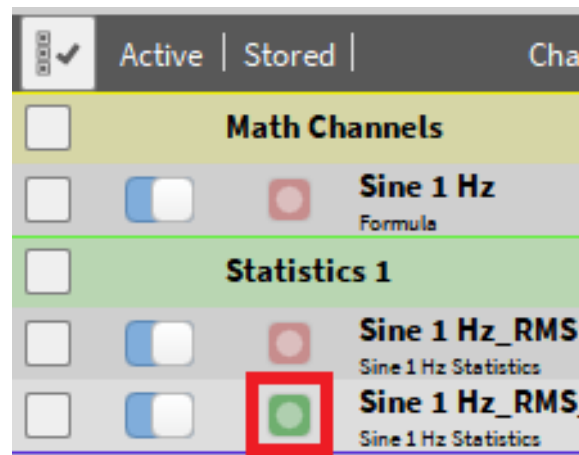 Active | Stored | Cha
Math Channels
Sine 1 Hz
Formula
Statistics 1
Sine 1 Hz_RMS
Sine 1 Hz Statistics
Sine 1 Hz_RMS_
Sine 1 Hz Statistics